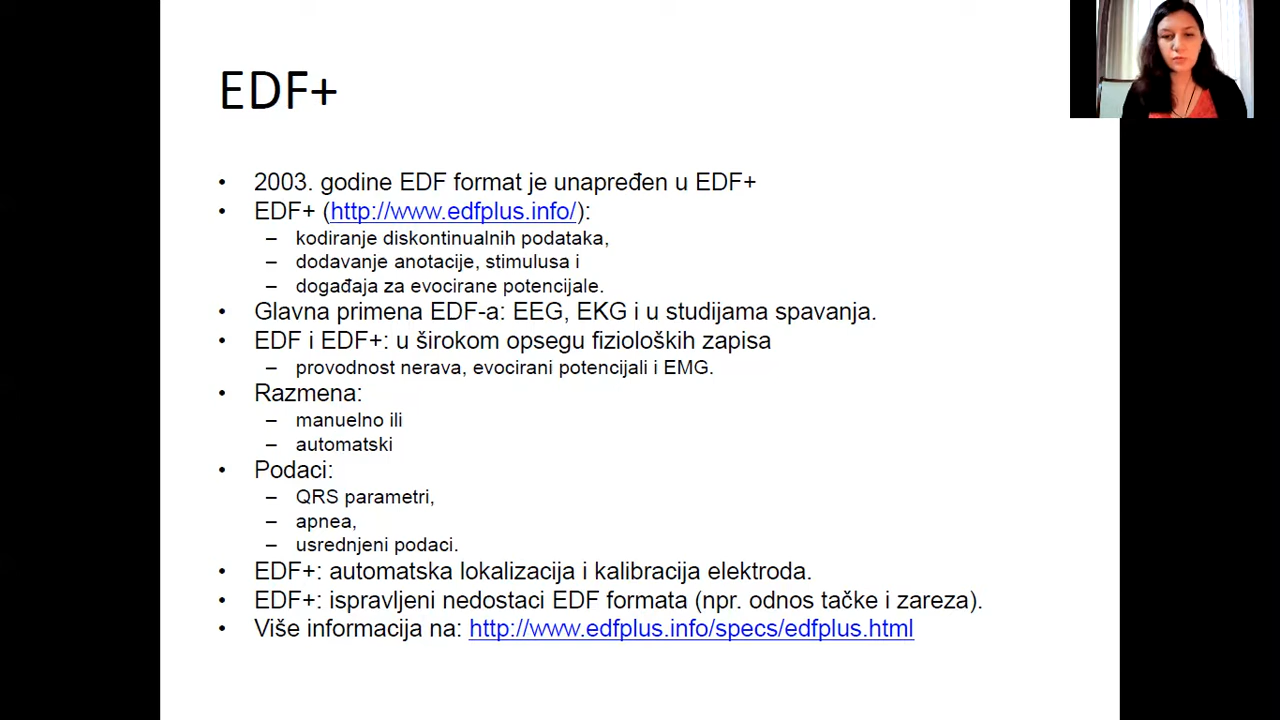 EDF+
• 2003. godine EDF format je unapređen u EDF+
• EDF+ (http://www.edfplus.info/):
– kodiranje diskontinualnih podataka,
– dodavanje anotacije, stimulusa i
– događaja za evocirane potencijale.
• Glavna primena EDF-a: EEG, EKG i u studijama spavanja.
• EDF i EDF+: u širokom opsegu fizioloških zapisa
– provodnost nerava, evocirani potencijali i EMG.
• Razmena:
– manuelno ili
– automatski
• Podaci:
– QRS parametri,
– apnea,
– usrednjeni podaci.
• EDF+: automatska lokalizacija i kalibracija elektroda.
• EDF+: ispravljeni nedostaci EDF formata (npr. odnos tačke i zareza).
• Više informacija na: http://www.edfplus.info/specs/edfplus.html